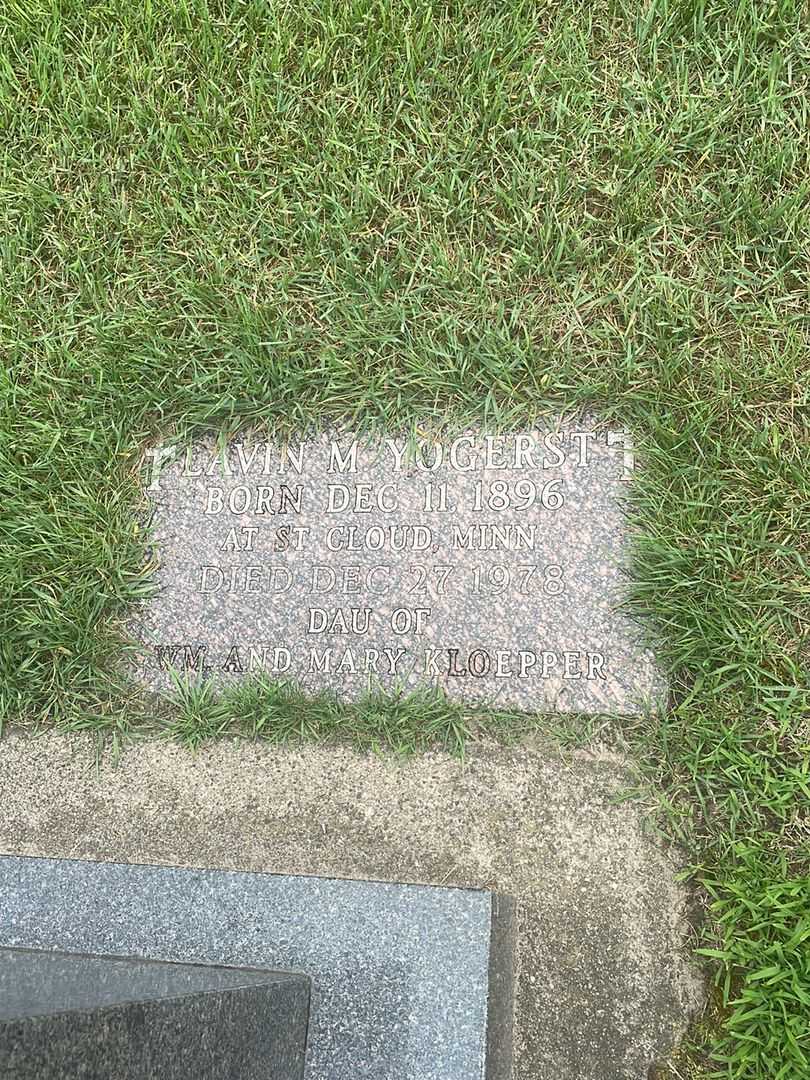 LAVIN M YOGERST
BORN DEC 11, 1896
AT ST CLOUD, MINN
DIED DEC 27 1978
DAU OF
WM. AND MARY KLOEPPER